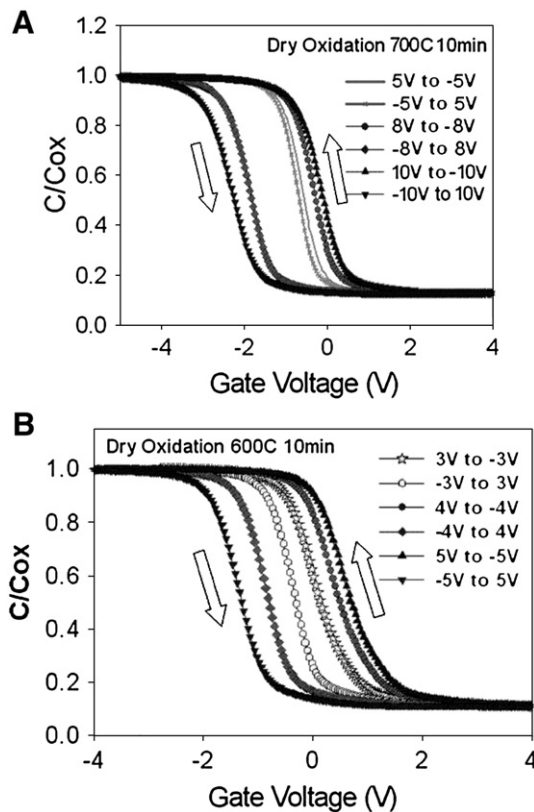 A
Dry Oxidation 700C 10min
5V to -5V
-5V to 5V
8V to -8V
-8V to 8V
10V to -10V
-10V to 10V
C/Cox
1.0
0.8
0.6
0.4
0.2
0.0
-4 -2 0 2 4
Gate Voltage (V)
B
Dry Oxidation 600C 10min
3V to -3V
-3V to 3V
4V to -4V
-4V to 4V
5V to -5V
-5V to 5V
C/Cox
1.0
0.8
0.6
0.4
0.2
0.0
-4 -2 0 2 4
Gate Voltage (V)